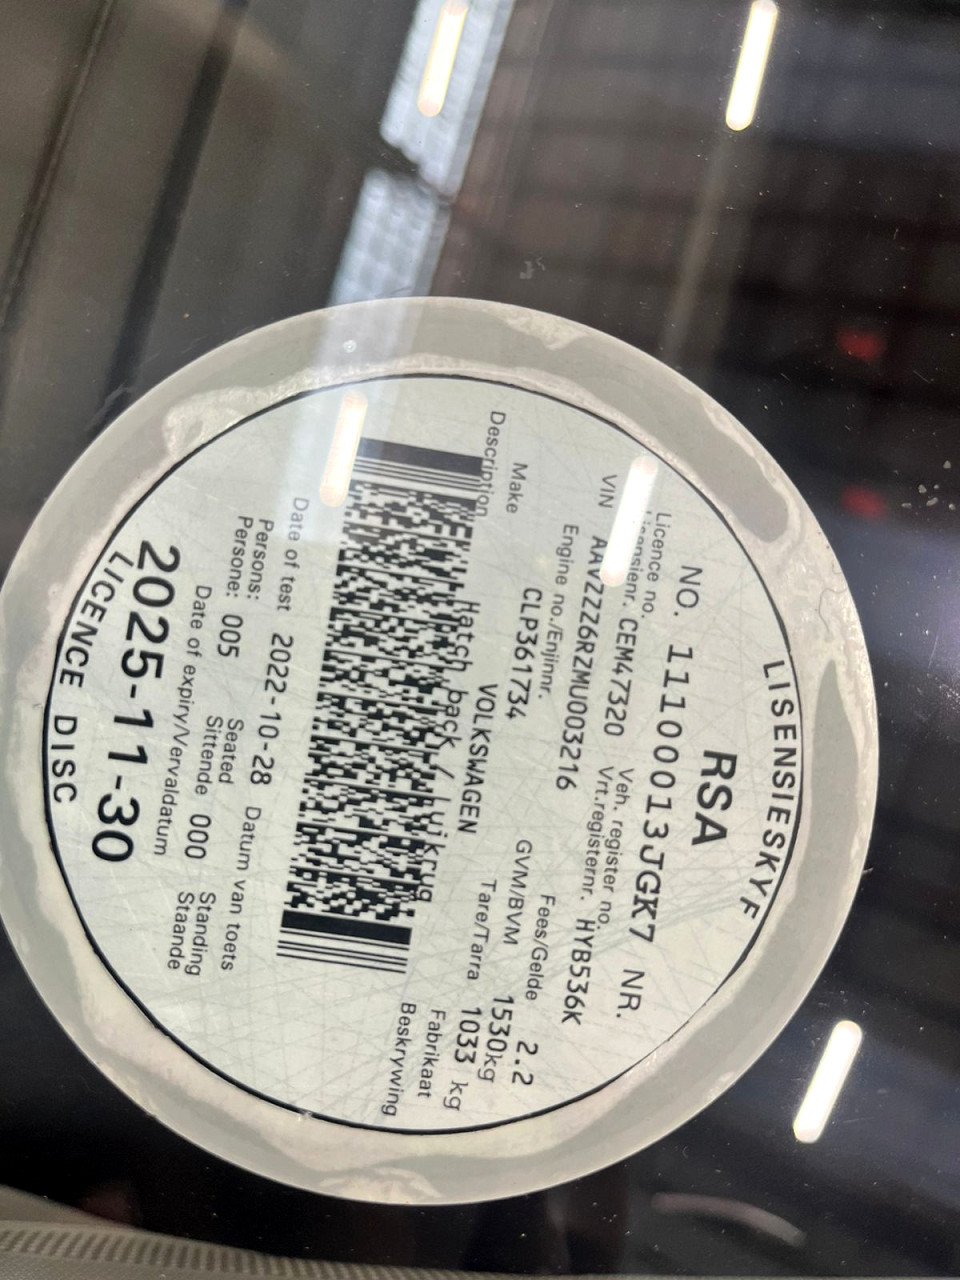 LISENSIESKYF
RSA
NO. 11100013JGK7 NR.
Licence no. Veh. register no.
Lisensienr. CEM47320 Vrt.registernr. HYB536K
VIN AAVZZZ6RZMU003216
Engine no./Enjinnr. Fees/Gelde 2.2
CLP361734 GVM/BVM 1530kg
Tare/Tarra 1033 kg
Make VOLKSWAGEN Fabrikaat
Description Hatch back / Luikrug Beskrywing
Date of test 2022-10-28 Datum van toets
Persons: Seated Standing
Persone: 005 Sittende 000 Staande
Date of expiry/Vervaldatum
2025-11-30
LICENCE DISC